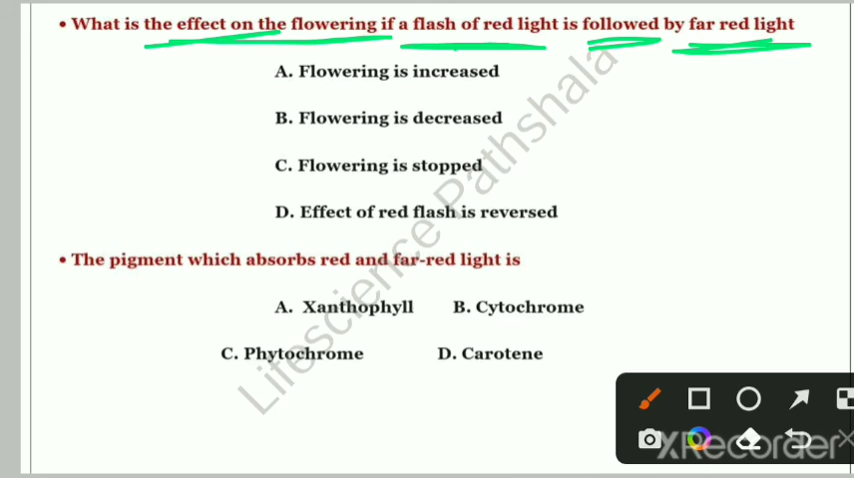 • What is the effect on the flowering if a flash of red light is followed by far red light
A. Flowering is increased
B. Flowering is decreased
C. Flowering is stopped
D. Effect of red flash is reversed
• The pigment which absorbs red and far-red light is
A. Xanthophyll B. Cytochrome
C. Phytochrome D. Carotene
Lifescience Pathshala
XRecorder